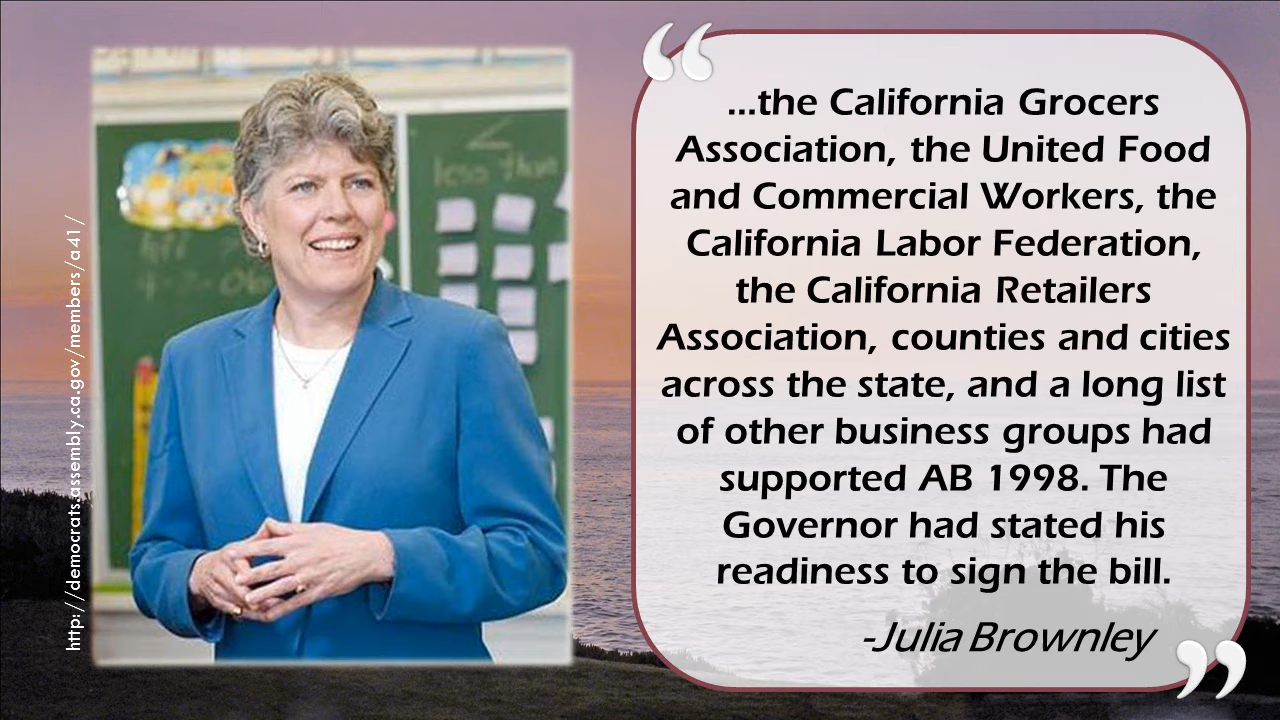 http://democrats.assembly.ca.gov/members/a41/
less than
“
...the California Grocers
Association, the United Food
and Commercial Workers, the
California Labor Federation,
the California Retailers
Association, counties and cities
across the state, and a long list
of other business groups had
supported AB 1998. The
Governor had stated his
readiness to sign the bill.
-Julia Brownley
”